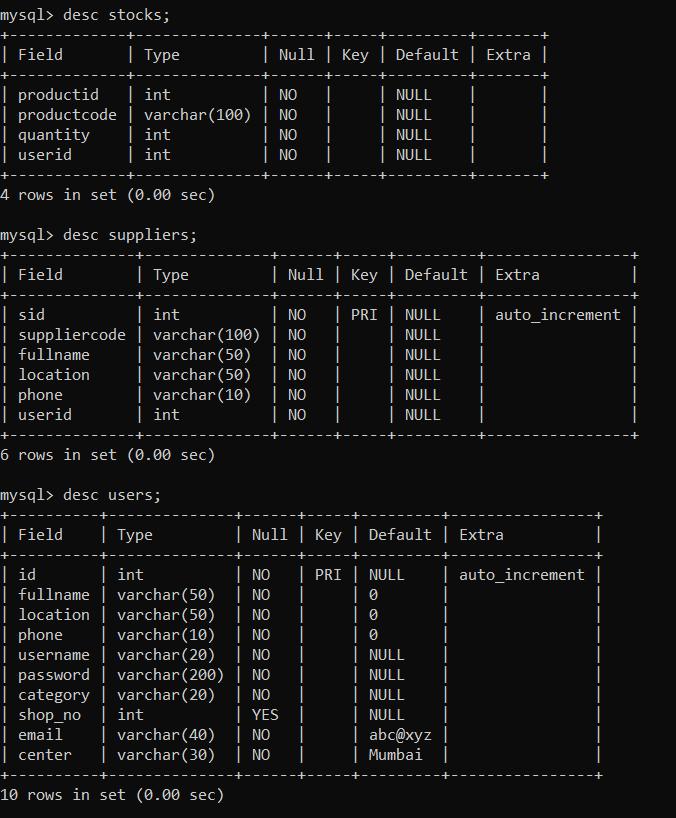 mysql> desc stocks;
+-------------+--------------+------+-----+---------+-------+
| Field       | Type         | Null | Key | Default | Extra |
+-------------+--------------+------+-----+---------+-------+
| productid   | int          | NO   |     | NULL    |       |
| productcode | varchar(100) | NO   |     | NULL    |       |
| quantity    | int          | NO   |     | NULL    |       |
| userid      | int          | NO   |     | NULL    |       |
+-------------+--------------+------+-----+---------+-------+
4 rows in set (0.00 sec)

mysql> desc suppliers;
+--------------+--------------+------+-----+---------+----------------+
| Field        | Type         | Null | Key | Default | Extra          |
+--------------+--------------+------+-----+---------+----------------+
| sid          | int          | NO   | PRI | NULL    | auto_increment |
| suppliercode | varchar(100) | NO   |     | NULL    |                |
| fullname     | varchar(50)  | NO   |     | NULL    |                |
| location     | varchar(50)  | NO   |     | NULL    |                |
| phone        | varchar(10)  | NO   |     | NULL    |                |
| userid       | int          | NO   |     | NULL    |                |
+--------------+--------------+------+-----+---------+----------------+
6 rows in set (0.00 sec)

mysql> desc users;
+----------+--------------+------+-----+---------+----------------+
| Field    | Type         | Null | Key | Default | Extra          |
+----------+--------------+------+-----+---------+----------------+
| id       | int          | NO   | PRI | NULL    | auto_increment |
| fullname | varchar(50)  | NO   |     | 0       |                |
| location | varchar(50)  | NO   |     | 0       |                |
| phone    | varchar(10)  | NO   |     | 0       |                |
| username | varchar(20)  | NO   |     | NULL    |                |
| password | varchar(200) | NO   |     | NULL    |                |
| category | varchar(20)  | NO   |     | NULL    |                |
| shop_no  | int          | YES  |     | NULL    |                |
| email    | varchar(40)  | NO   |     | abc@xyz |                |
| center   | varchar(30)  | NO   |     | Mumbai  |                |
+----------+--------------+------+-----+---------+----------------+
10 rows in set (0.00 sec)